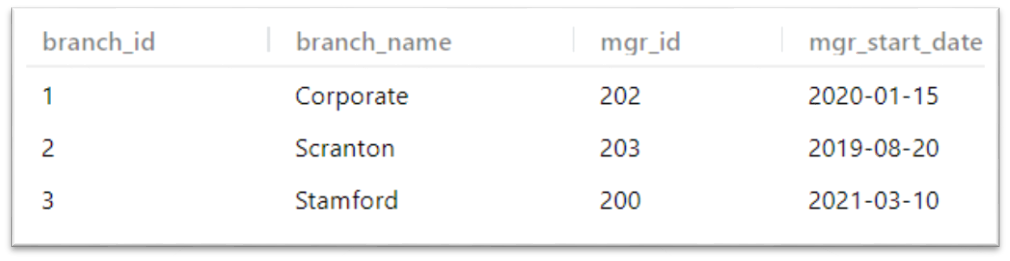 branch_id branch_name mgr_id mgr_start_date
1 Corporate 202 2020-01-15
2 Scranton 203 2019-08-20
3 Stamford 200 2021-03-10